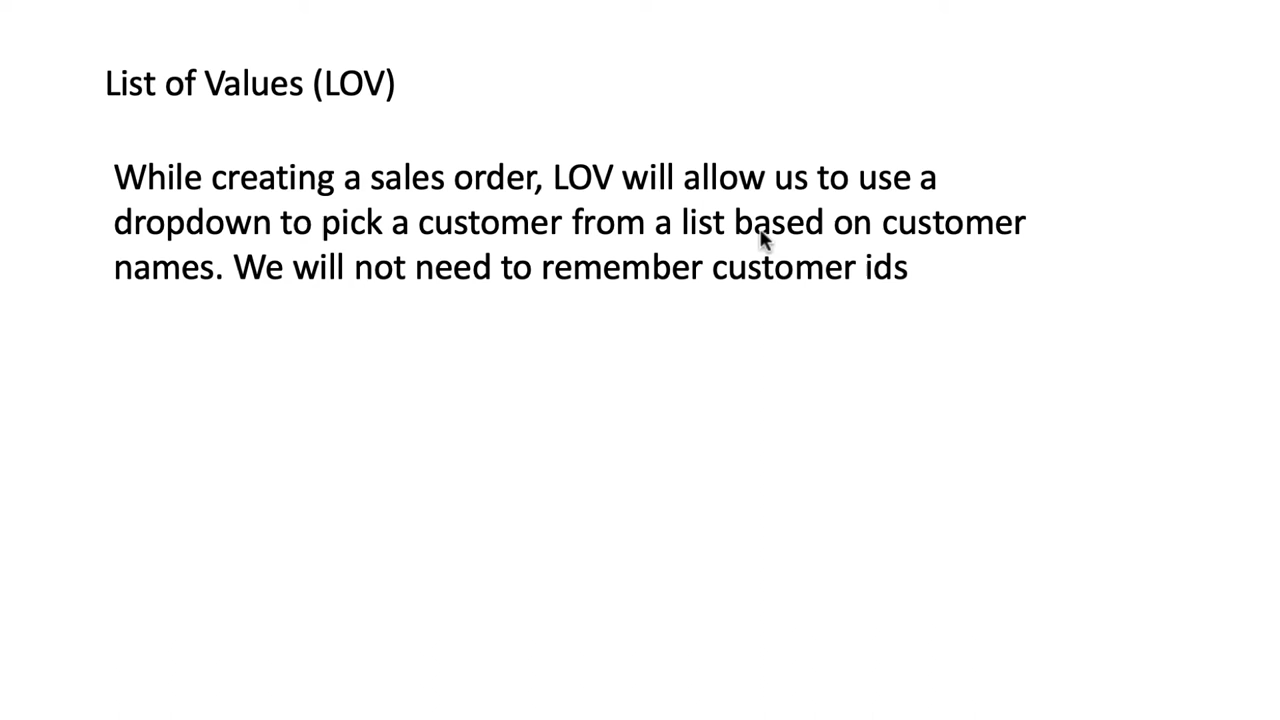 List of Values (LOV)
While creating a sales order, LOV will allow us to use a
dropdown to pick a customer from a list based on customer
names. We will not need to remember customer ids